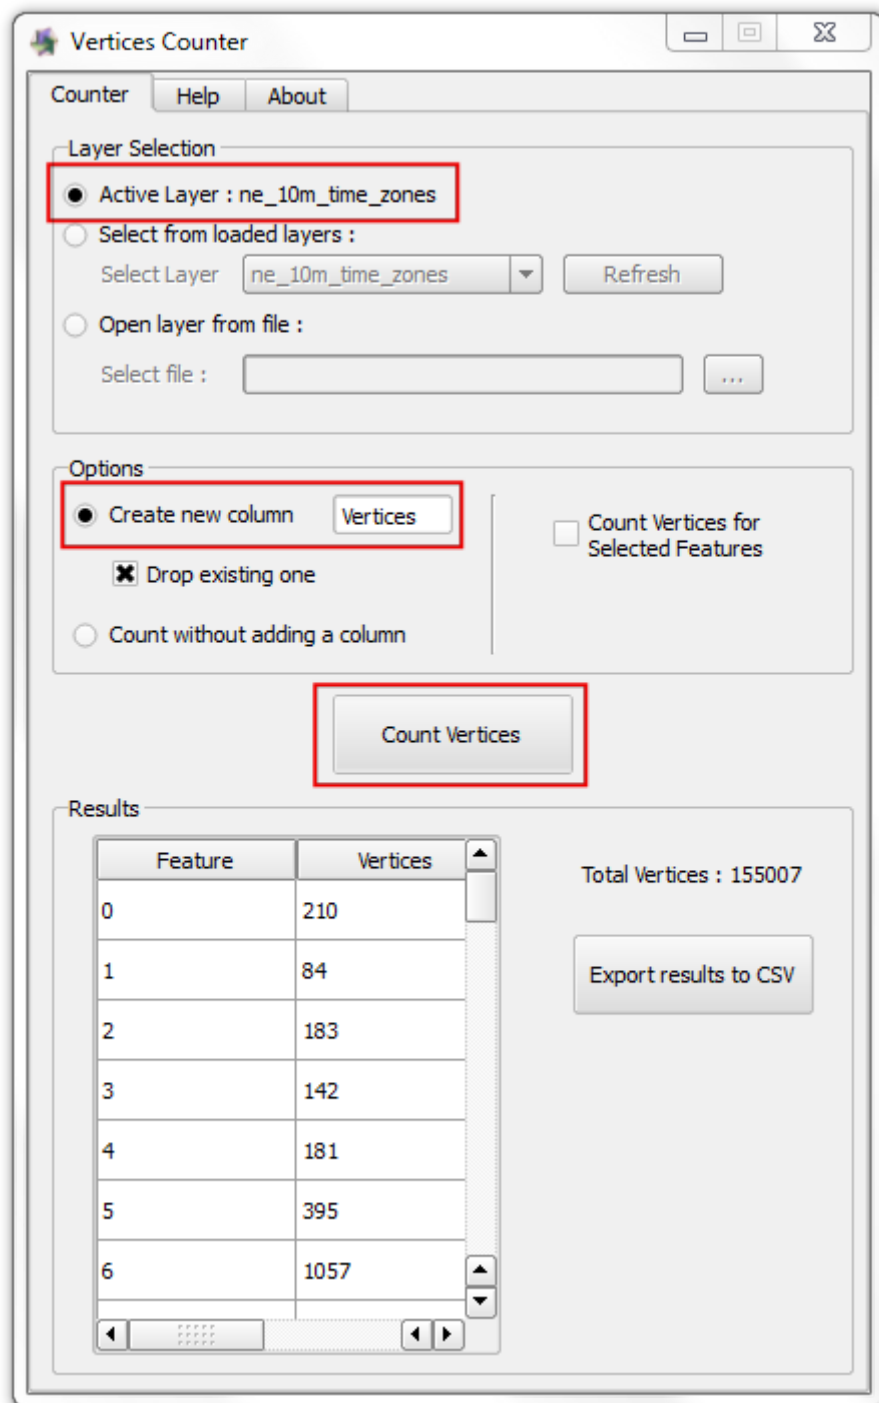 Vertices Counter
Counter Help About
Layer Selection
Active Layer : ne_10m_time_zones
Select from loaded layers :
Select Layer ne_10m_time_zones Refresh
Open layer from file :
Select file : ...
Options
Create new column Vertices
Count Vertices for
Selected Features
Drop existing one
Count without adding a column
Count Vertices
Results
Feature Vertices
Total Vertices : 155007
0 210
1 84
Export results to CSV
2 183
3 142
4 181
5 395
6 1057